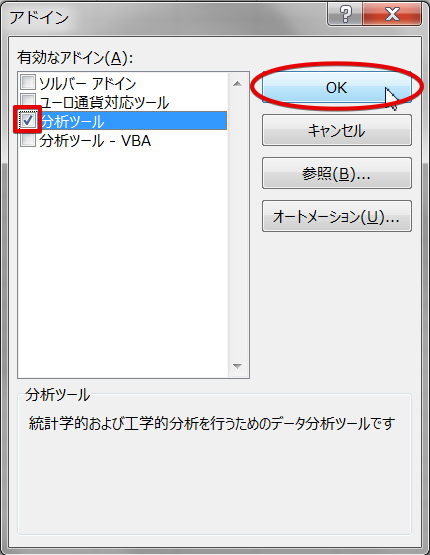 アドイン
有効なアドイン(A):
ソルバー アドイン
ユーロ通貨対応ツール
分析ツール
分析ツール - VBA
OK
キャンセル
参照(B)...
オートメーション(U)...
分析ツール
統計学的および工学的分析を行うためのデータ分析ツールです